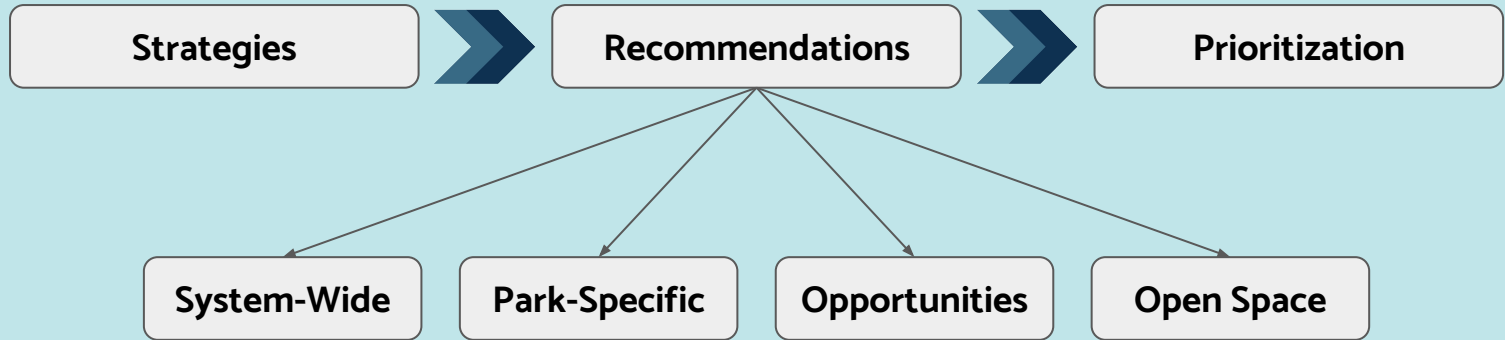 Strategies
Recommendations
Prioritization
System-Wide
Park-Specific
Opportunities
Open Space